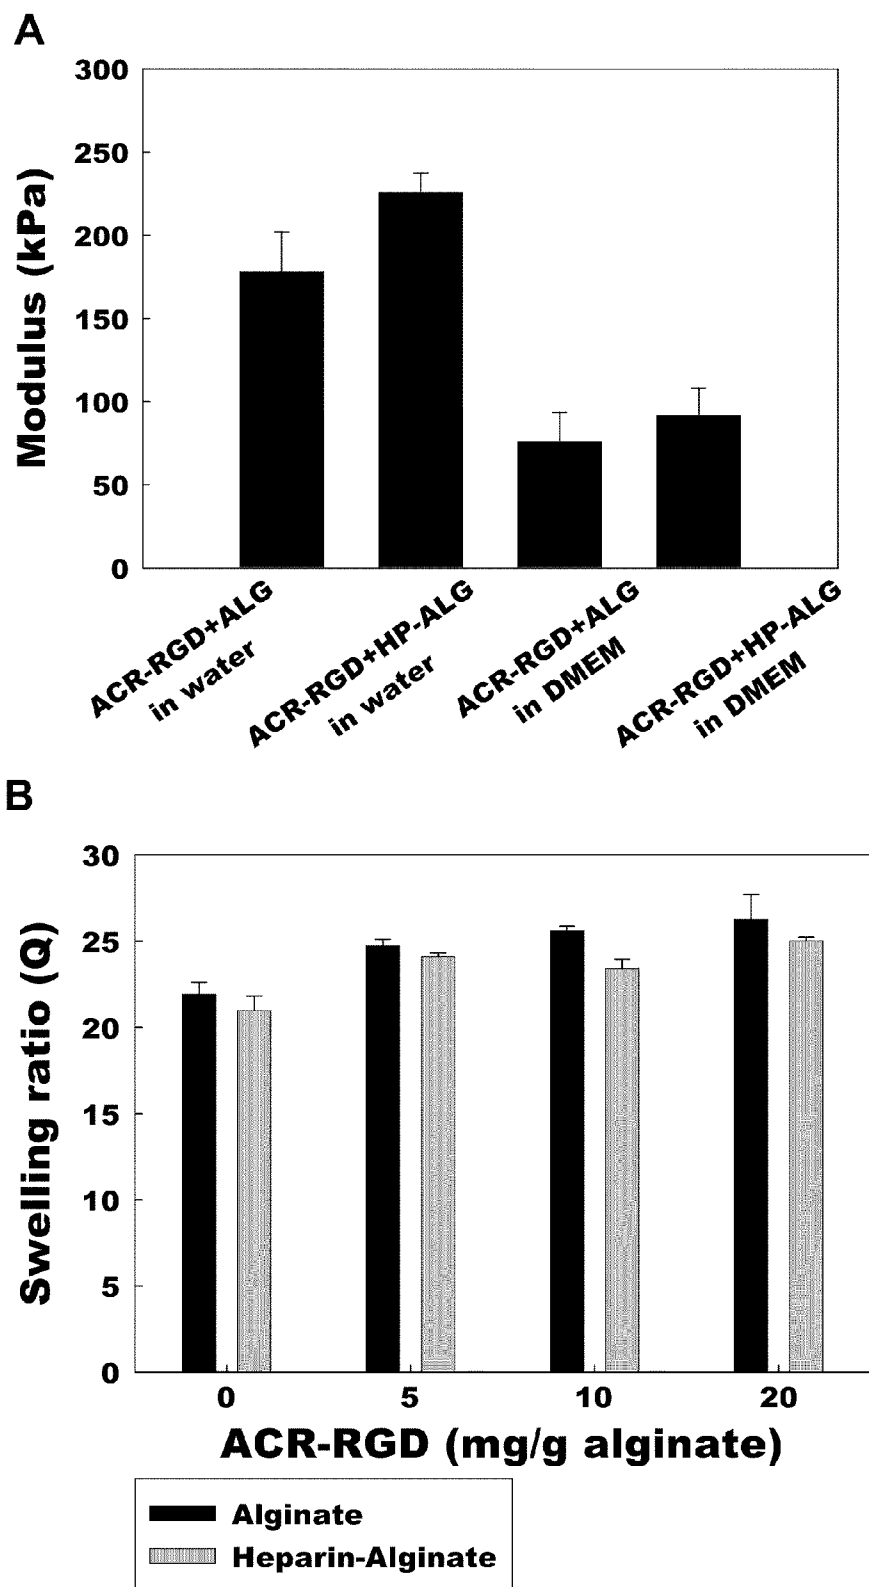 A
300
250
200
150
100
50
0
Modulus (kPa)
ACR-RGD+ALG
in water
ACR-RGD+HP-ALG
in water
ACR-RGD+ALG
in DMEM
ACR-RGD+HP-ALG
in DMEM
B
30
25
20
15
10
5
0
Swelling ratio (Q)
0 5 10 20
ACR-RGD (mg/g alginate)
Alginate
Heparin-Alginate